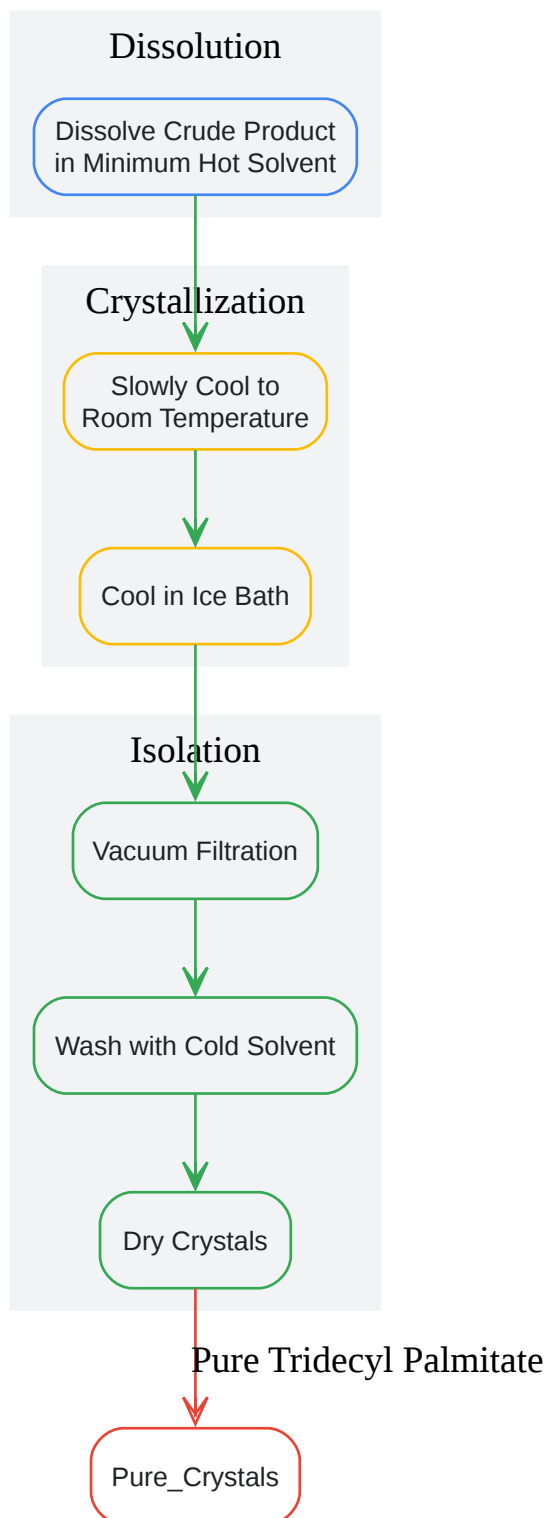 Dissolution
Dissolve Crude Product
in Minimum Hot Solvent
Crystallization
Slowly Cool to
Room Temperature
Cool in Ice Bath
Isolation
Vacuum Filtration
Wash with Cold Solvent
Dry Crystals
Pure Tridecyl Palmitate
Pure_Crystals